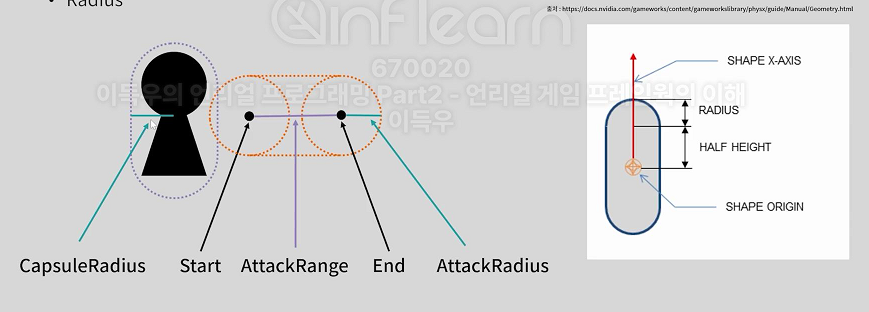 • Radius
출처 : https://docs.nvidia.com/gameworks/content/gameworkslibrary/physx/guide/Manual/Geometry.html
inflearn
670020
이득우의 언리얼 프로그래밍 Part2 - 언리얼 게임 프레임웍의 이해
이득우
SHAPE X-AXIS
RADIUS
HALF HEIGHT
SHAPE ORIGIN
CapsuleRadius
Start
AttackRange
End
AttackRadius